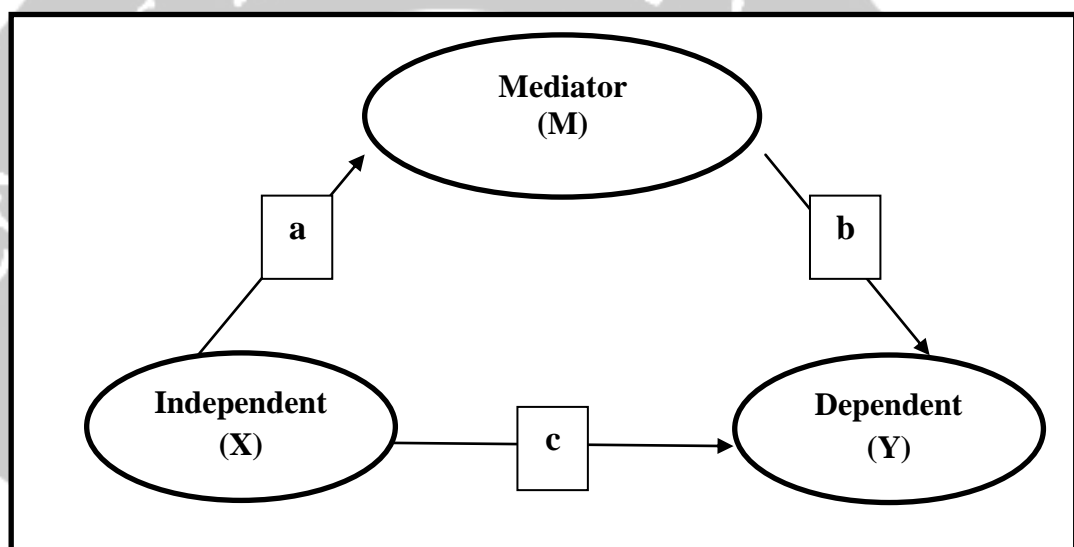 Mediator
(M)
a
b
Independent
(X)
c
Dependent
(Y)